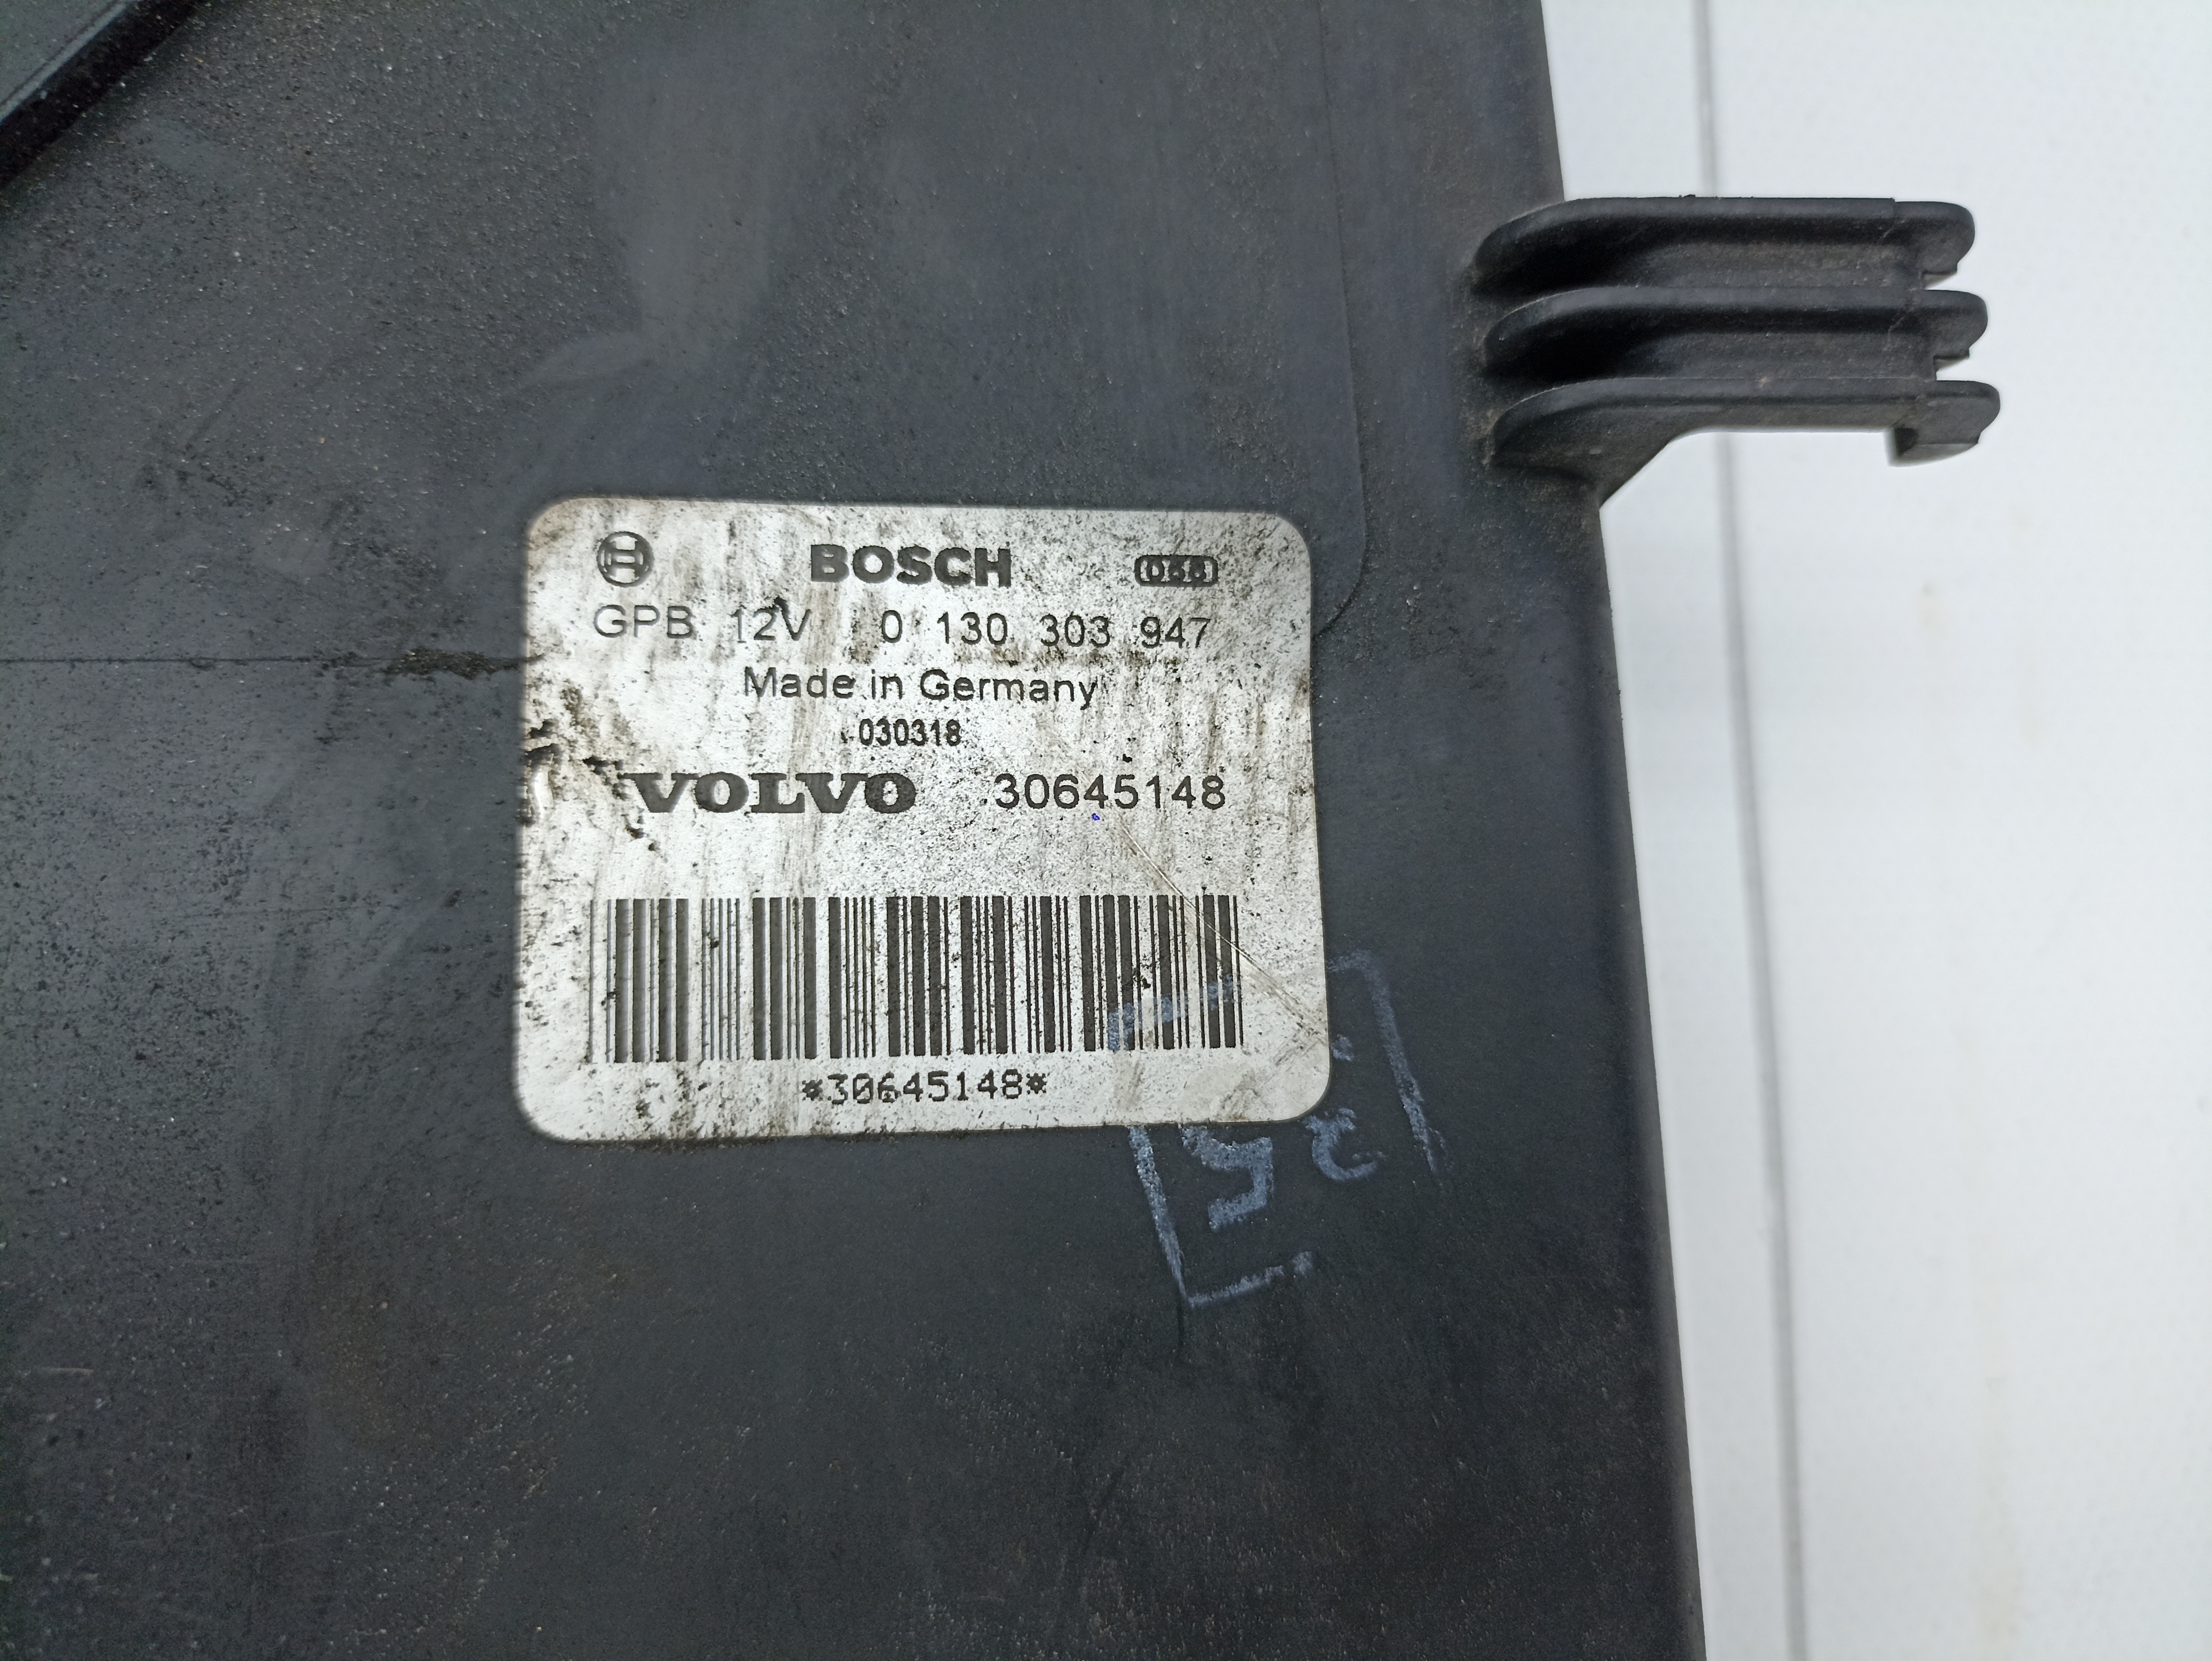 BOSCH
GPB 12V 0 130 303 947
Made in Germany
030318
VOLVO 30645148
*30645148*